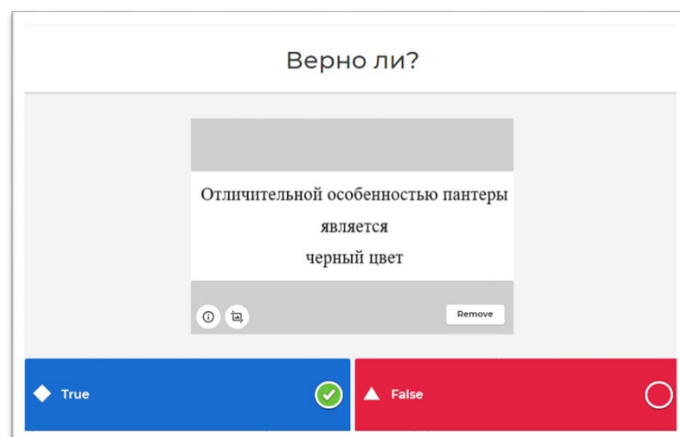 Верно ли?
Отличительной особенностью пантеры
является
черный цвет
Remove
True
False